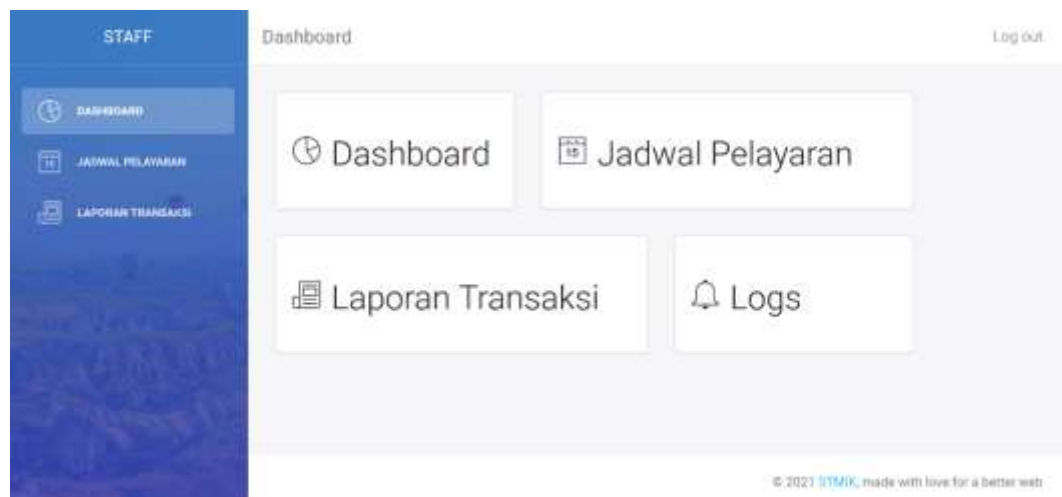 STAFF
Dashboard
Log out
DASHBOARD
JADWAL PELAYARAN
LAPORAN TRANSAKSI
Dashboard
Jadwal Pelayaran
Laporan Transaksi
Logs
© 2021 STMIK, made with love for a better web